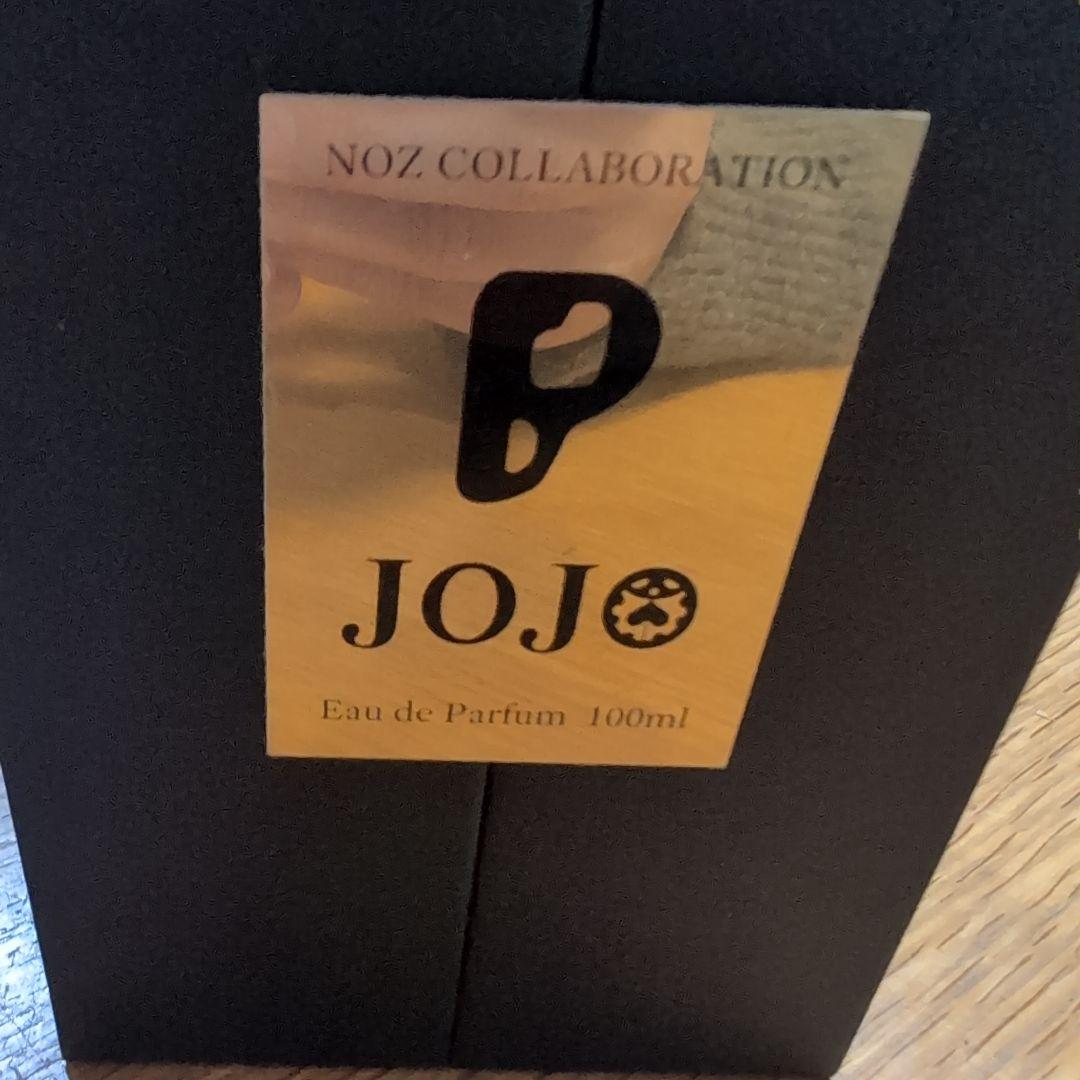 NOZ COLLABORATION
P
JOJO
Eau de Parfum 100ml